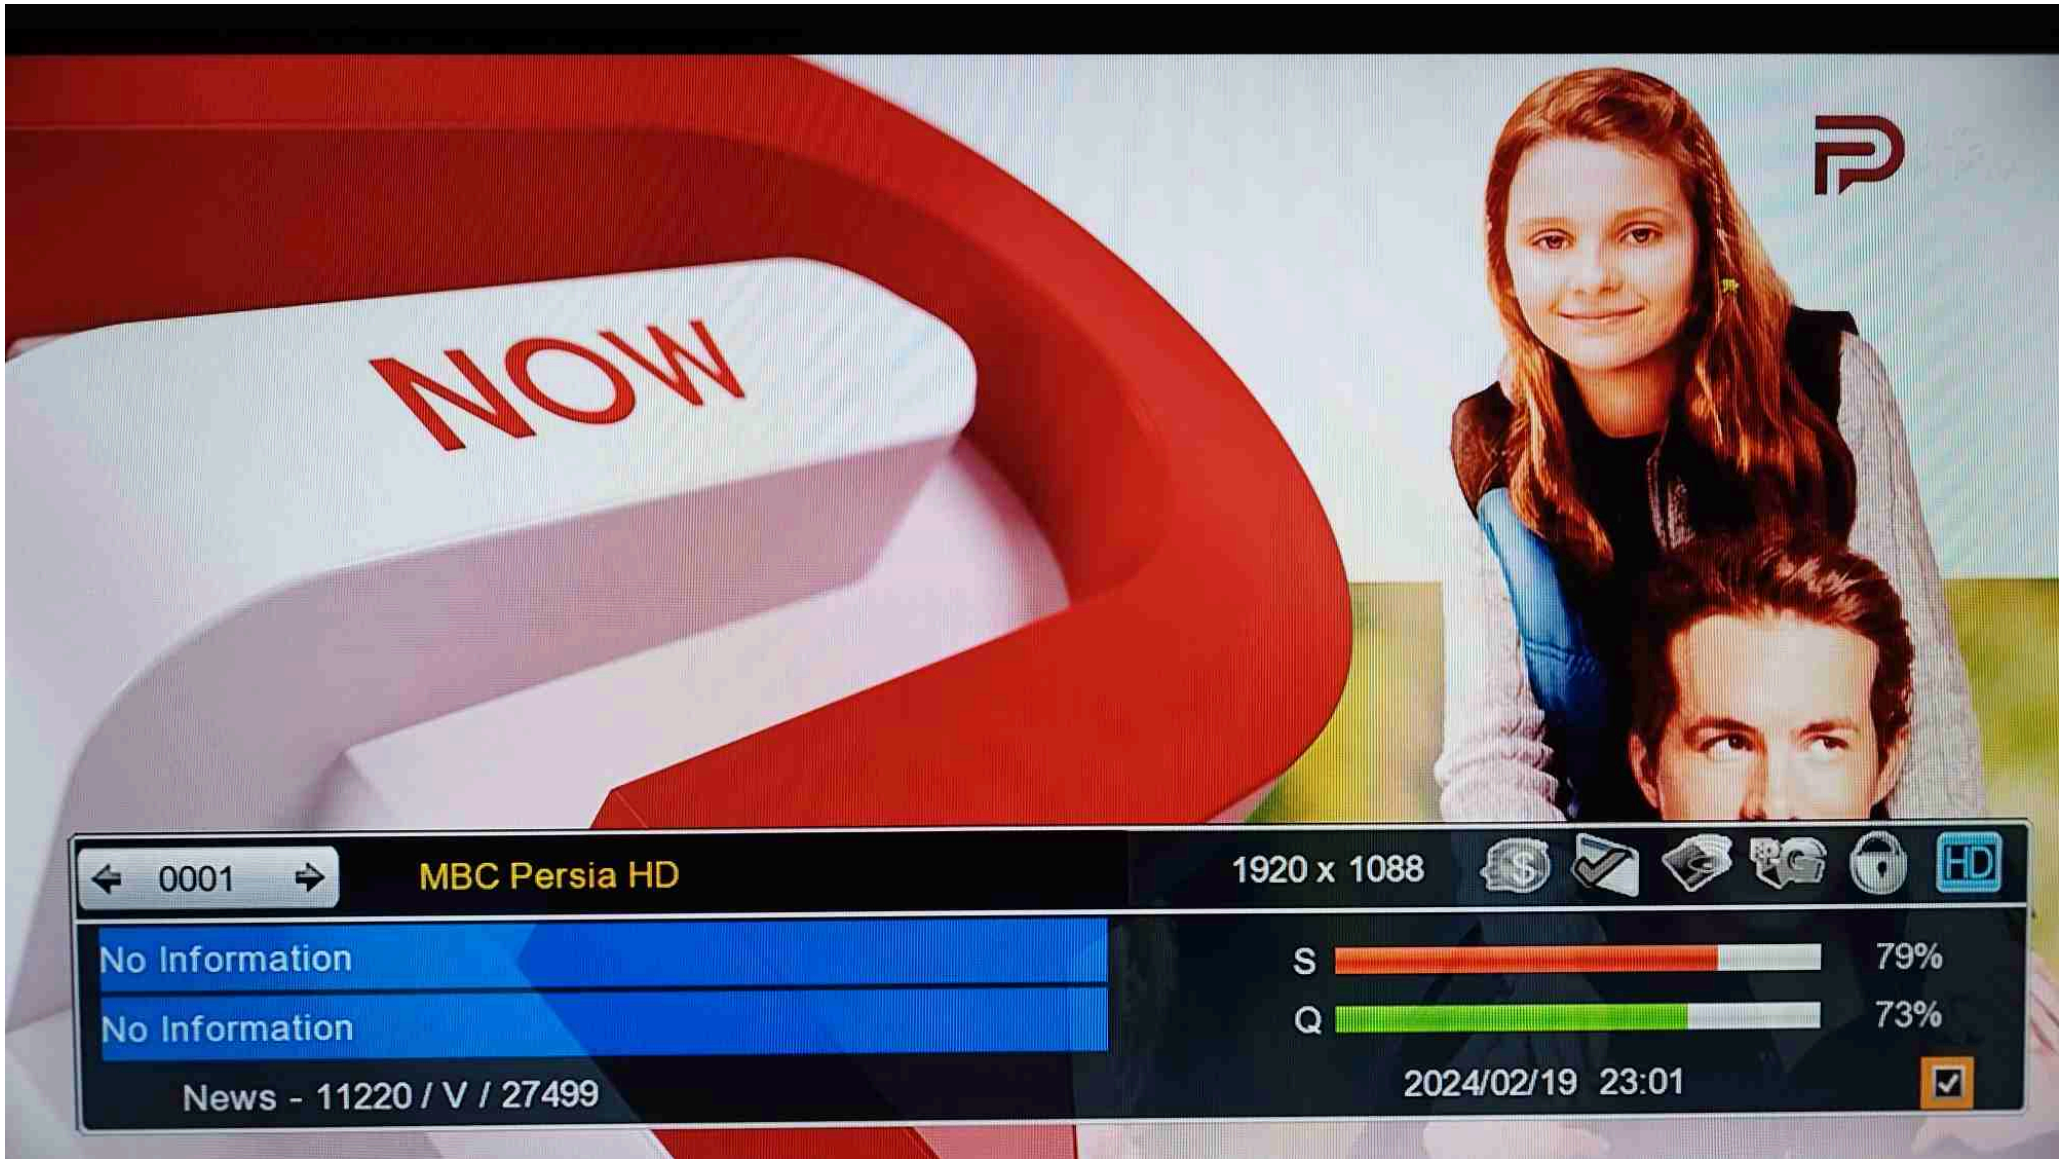 NOW
0001
MBC Persia HD
1920 x 1088
HD
No Information
No Information
S 79%
Q 73%
News - 11220 / V / 27499
2024/02/19 23:01